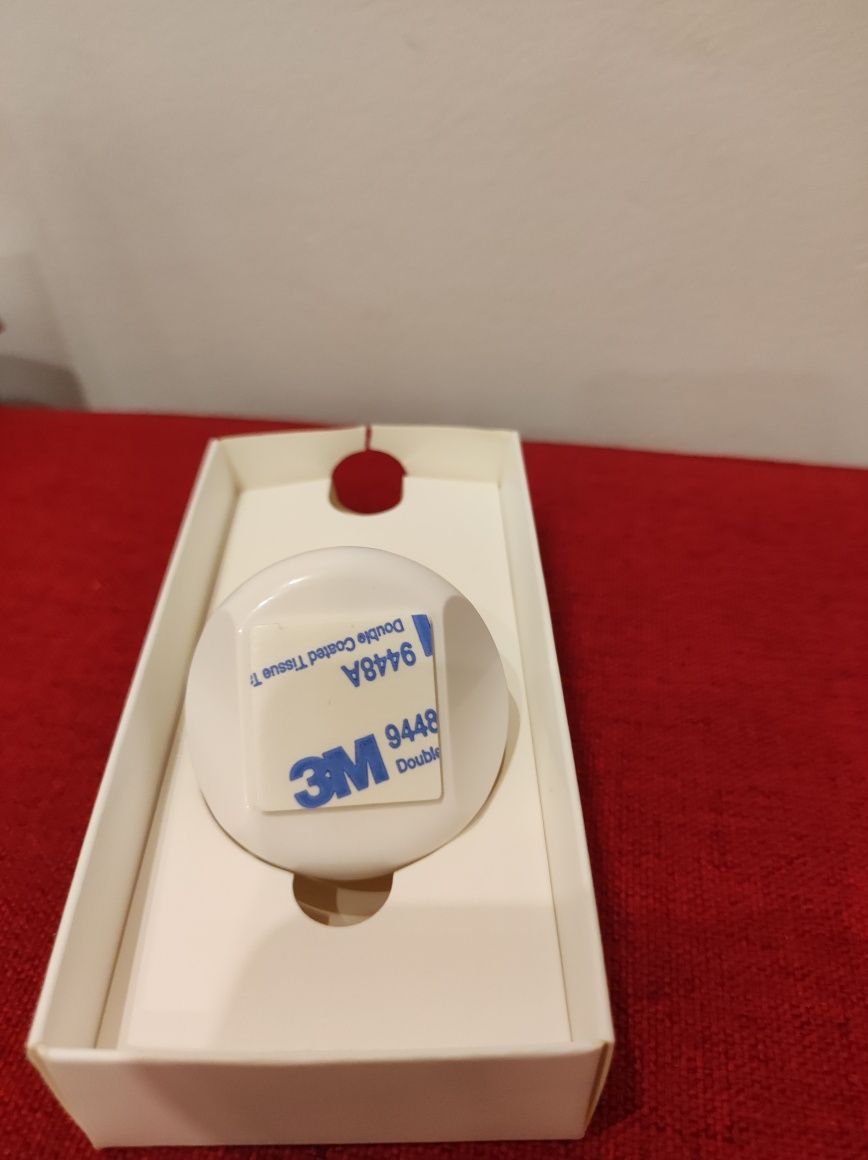 Double Coated Tissue T
9448A
3M 9448
Double